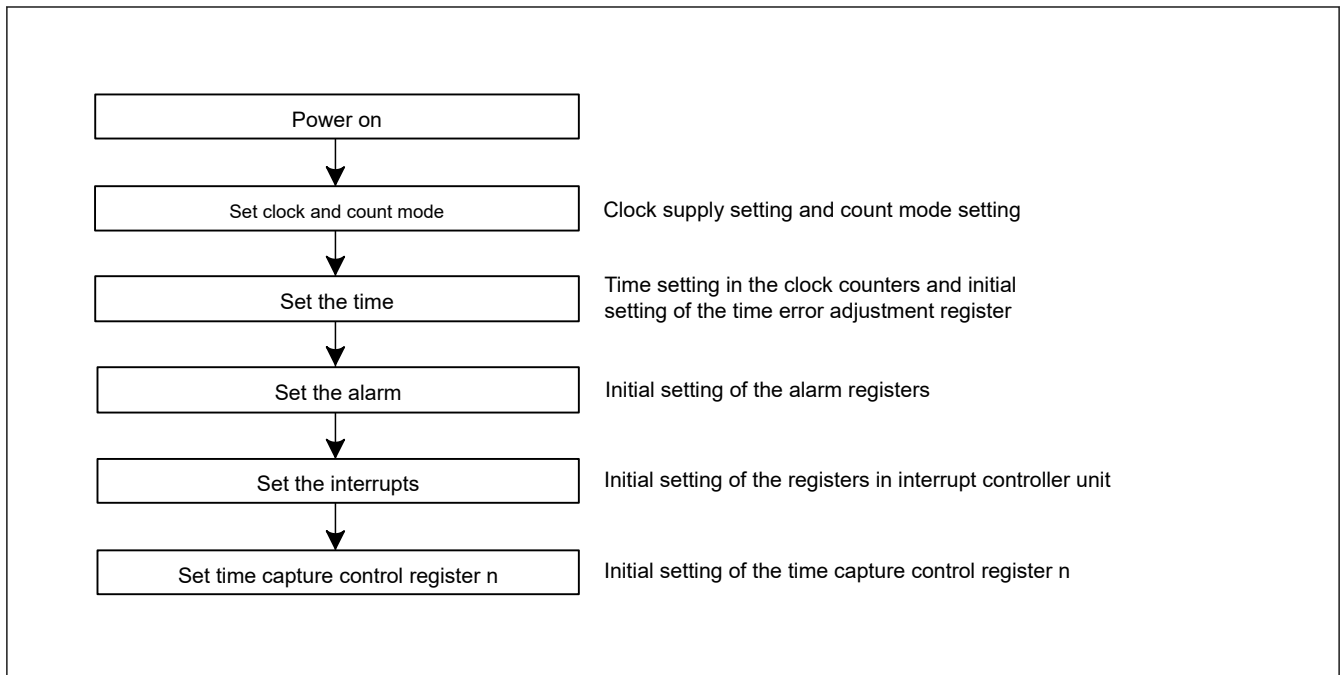 Power on
Set clock and count mode
Clock supply setting and count mode setting
Set the time
Time setting in the clock counters and initial
setting of the time error adjustment register
Set the alarm
Initial setting of the alarm registers
Set the interrupts
Initial setting of the registers in interrupt controller unit
Set time capture control register n
Initial setting of the time capture control register n